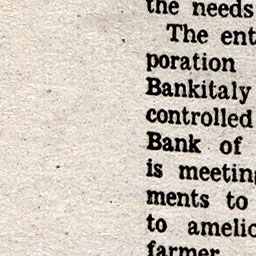 the needs
The ent
poration
Bankitaly
controlled
Bank of
is meeting
ments to
to amelio
farmer